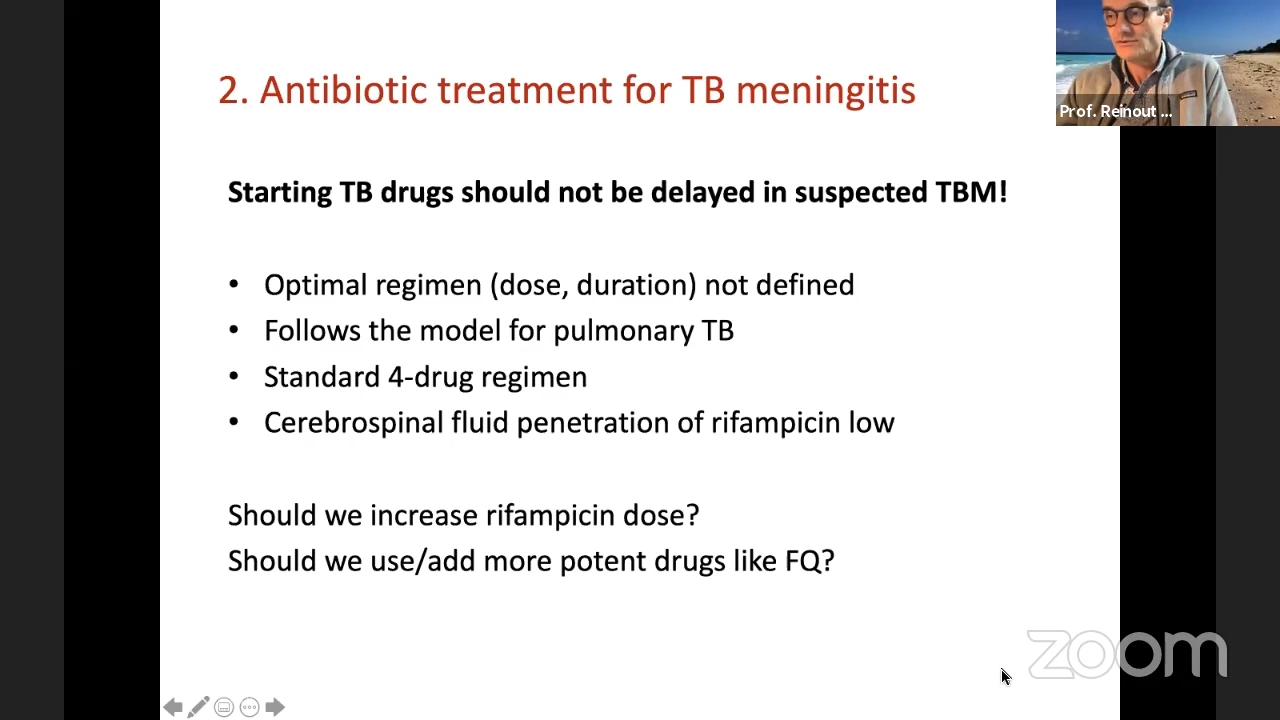 2. Antibiotic treatment for TB meningitis
Prof. Reinout ...
Starting TB drugs should not be delayed in suspected TBM!
• Optimal regimen (dose, duration) not defined
• Follows the model for pulmonary TB
• Standard 4-drug regimen
• Cerebrospinal fluid penetration of rifampicin low
Should we increase rifampicin dose?
Should we use/add more potent drugs like FQ?
zoom